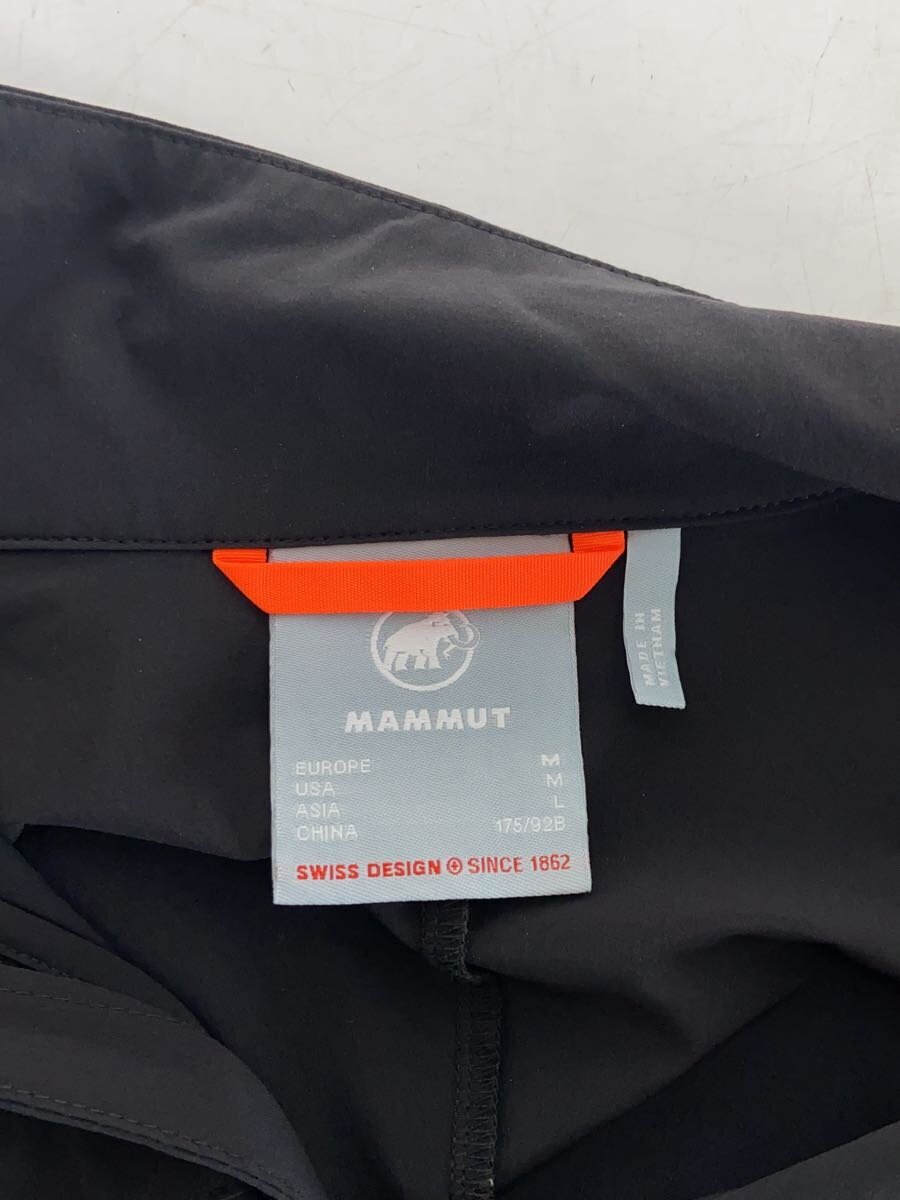 MAMMUT
EUROPE M
USA M
ASIA L
CHINA 175/92B
SWISS DESIGN SINCE 1862
MADE IN
VIETNAM